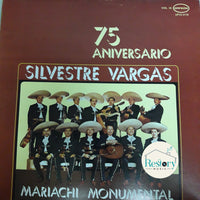 75
ANIVERSARIO
SILVESTRE VARGAS
Restory
MARIACHI MONUMENTAL